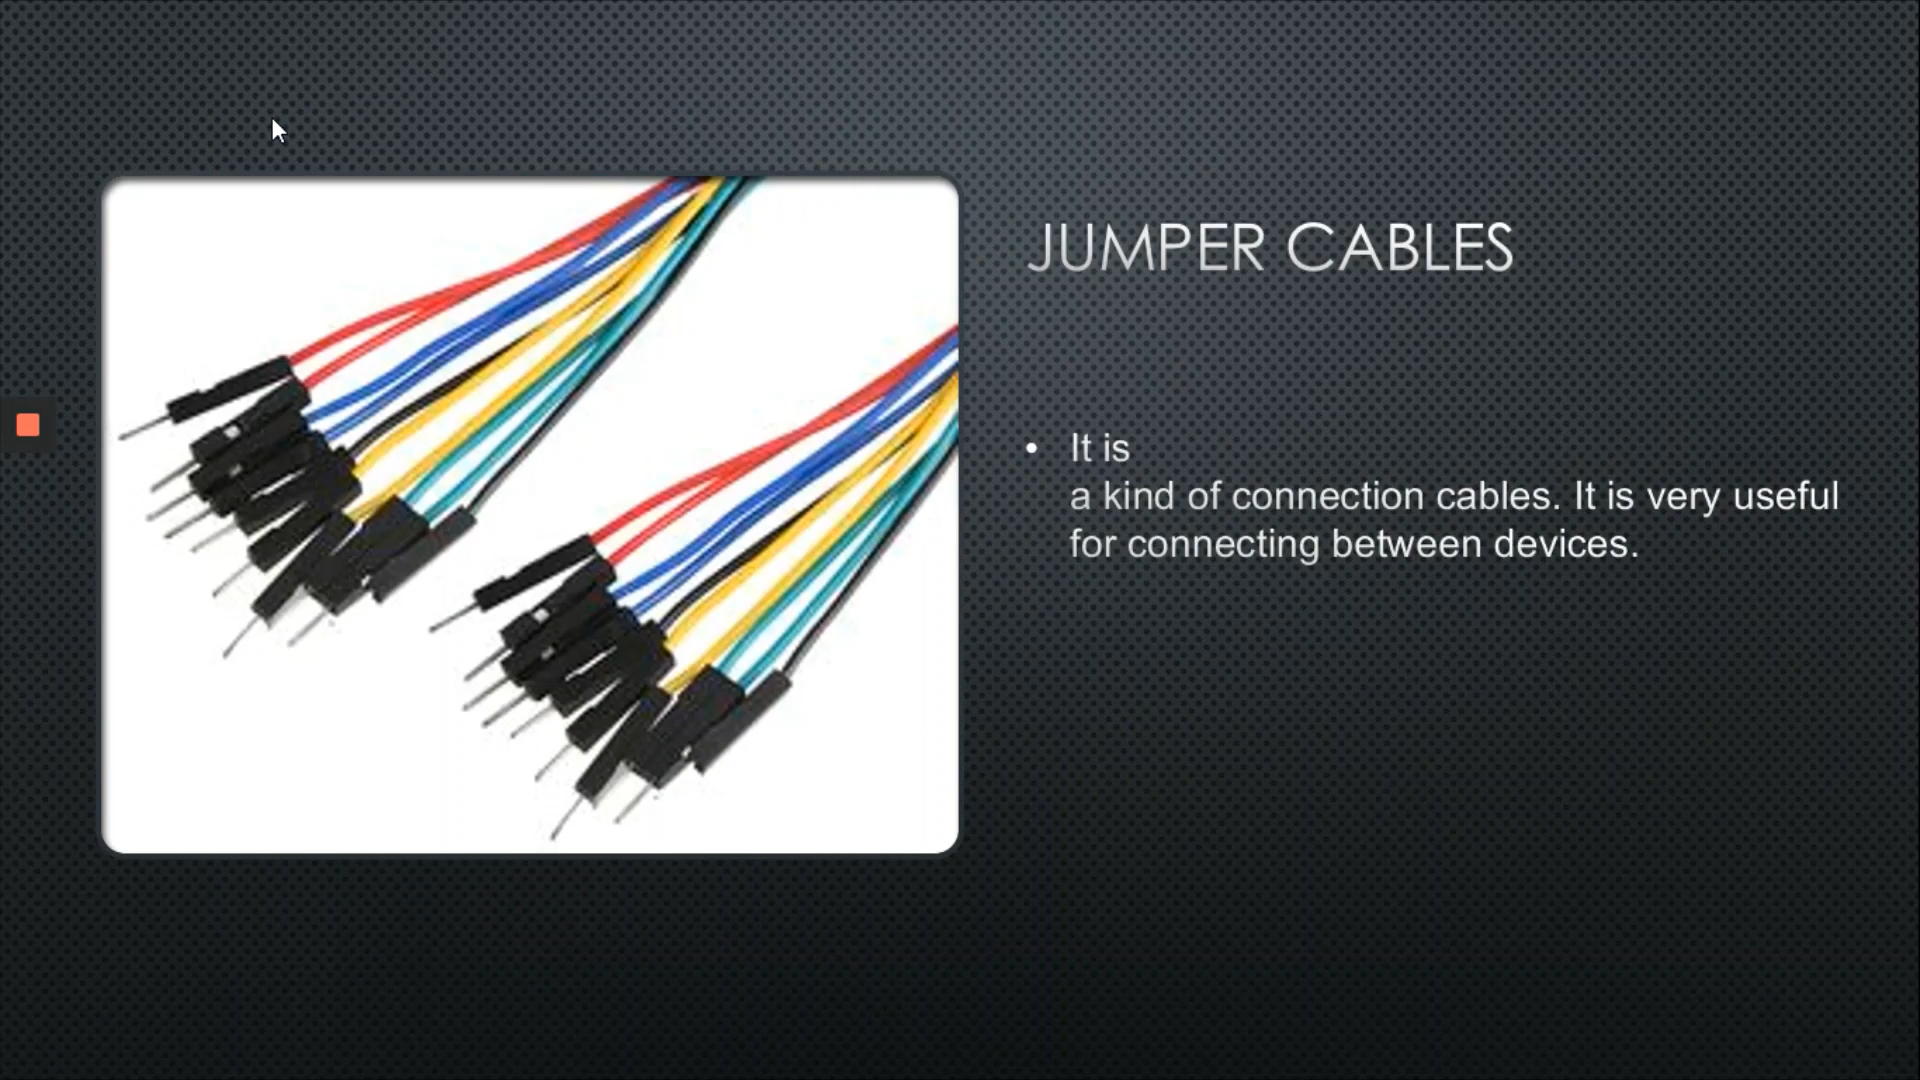 JUMPER CABLES
• It is
a kind of connection cables. It is very useful
for connecting between devices.